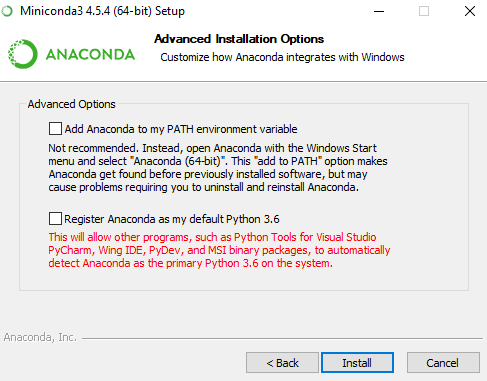 Miniconda3 4.5.4 (64-bit) Setup
ANACONDA
Advanced Installation Options
Customize how Anaconda integrates with Windows
Advanced Options
Add Anaconda to my PATH environment variable
Not recommended. Instead, open Anaconda with the Windows Start
menu and select "Anaconda (64-bit)". This "add to PATH" option makes
Anaconda get found before previously installed software, but may
cause problems requiring you to uninstall and reinstall Anaconda.
Register Anaconda as my default Python 3.6
This will allow other programs, such as Python Tools for Visual Studio
PyCharm, Wing IDE, PyDev, and MSI binary packages, to automatically
detect Anaconda as the primary Python 3.6 on the system.
Anaconda, Inc.
< Back
Install
Cancel